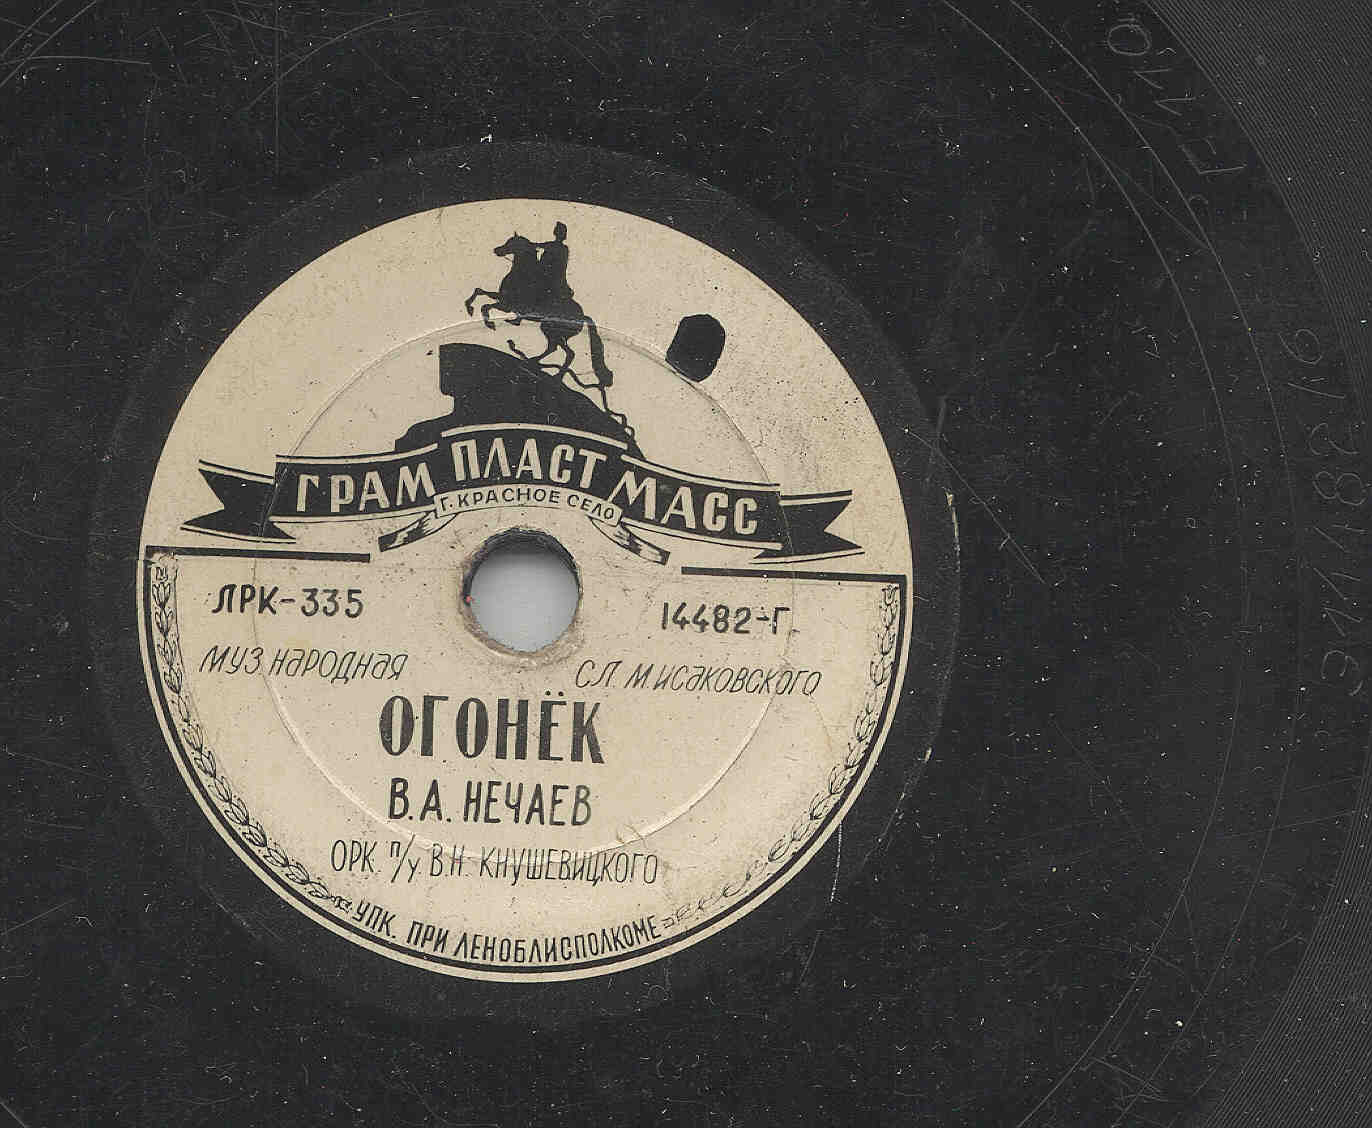 ГРАМ ПЛАСТ МАСС
Г. КРАСНОЕ СЕЛО
ЛРК-335 14482-Г.
муз народная сл м исаковского
ОГОНЁК
В.А. НЕЧАЕВ
ОРК. п/у В.Н. КНУШЕВИЦКОГО
УПК. ПРИ ЛЕНОБЛИСПОЛКОМЕ